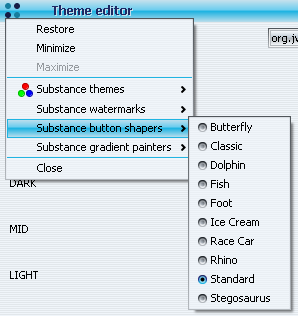 Theme editor
org.jv
Restore
Minimize
Maximize
Substance themes
Substance watermarks
Substance button shapers
Substance gradient painters
Close
Butterfly
Classic
Dolphin
Fish
Foot
Ice Cream
Race Car
Rhino
Standard
Stegosaurus
DARK
MID
LIGHT